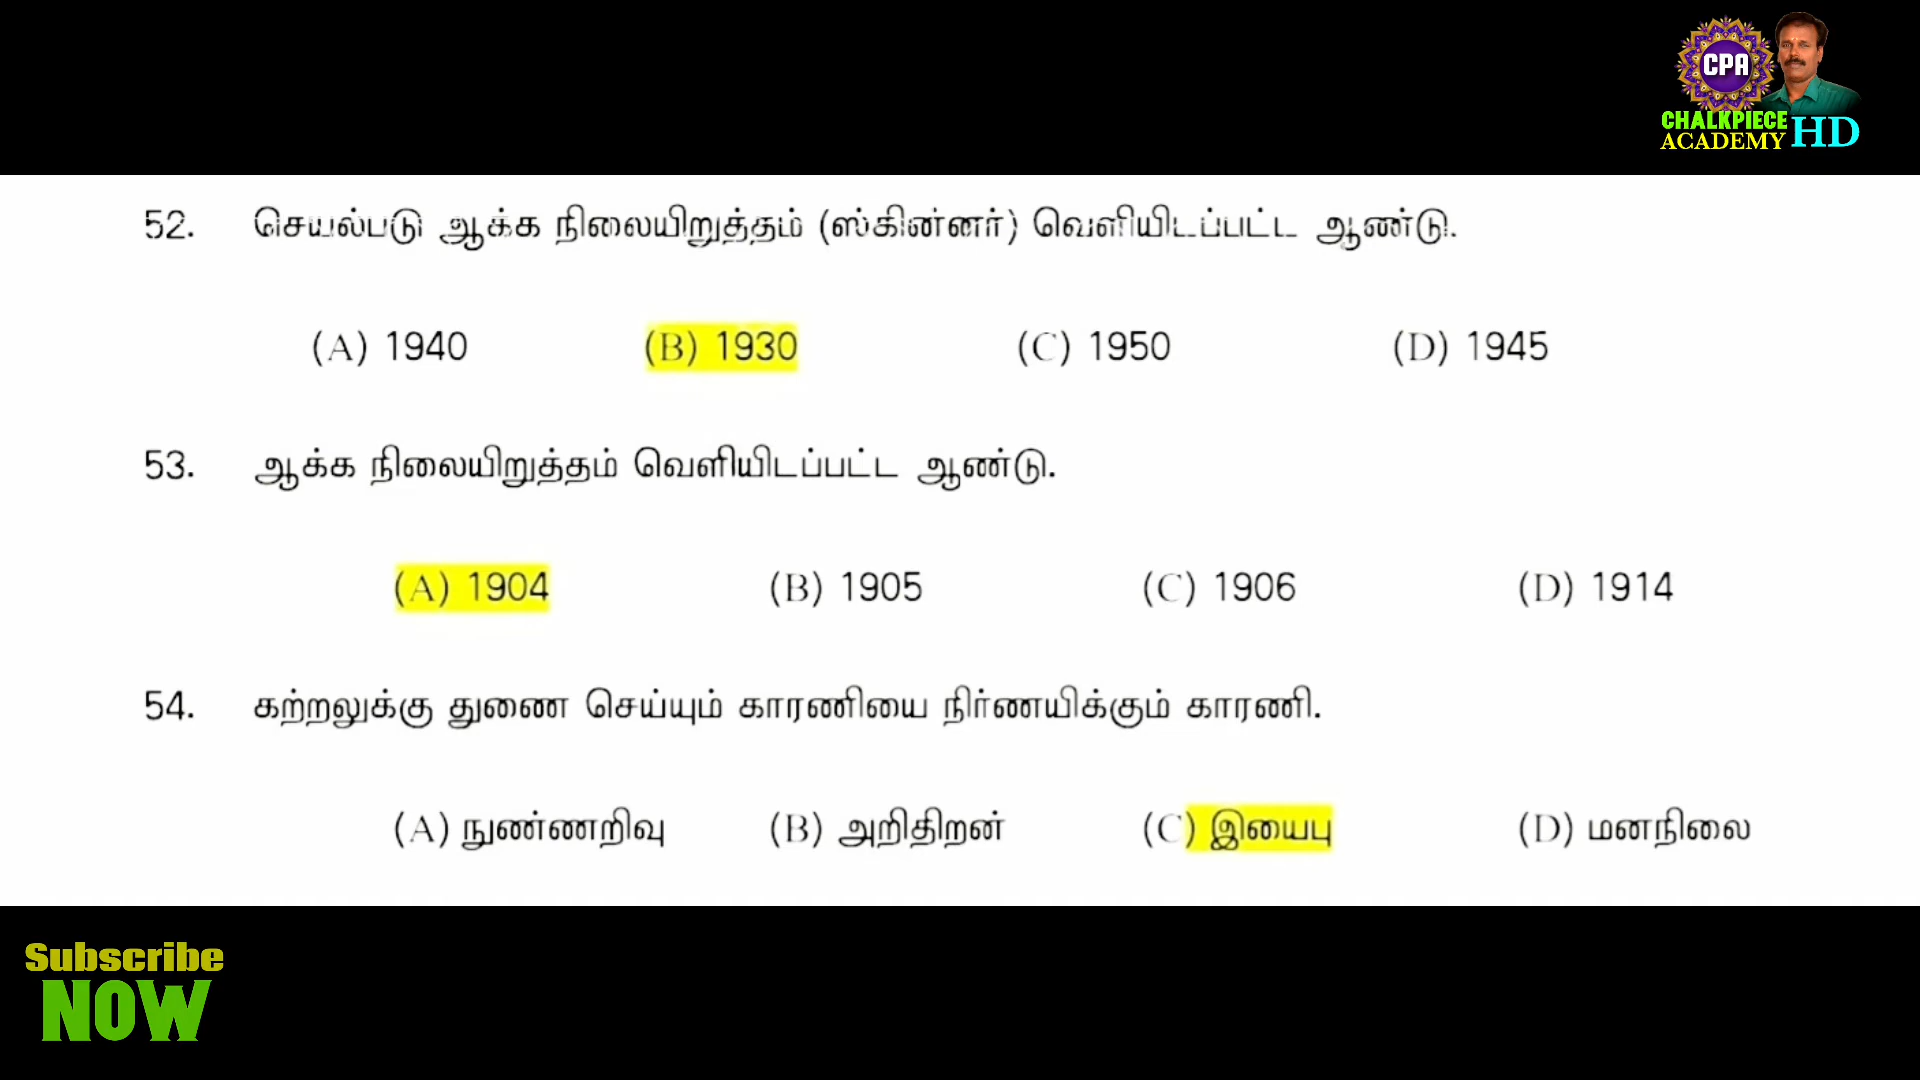 CPA
CHALKPIECE
ACADEMY HD
52. செயல்படு ஆக்க நிலையிறுத்தம் (ஸ்கின்னர்) வெளியிடப்பட்ட ஆண்டு.
(A) 1940 (B) 1930 (C) 1950 (D) 1945
53. ஆக்க நிலையிறுத்தம் வெளியிடப்பட்ட ஆண்டு.
(A) 1904 (B) 1905 (C) 1906 (D) 1914
54. கற்றலுக்கு துணை செய்யும் காரணியை நிர்ணயிக்கும் காரணி.
(A) நுண்ணறிவு (B) அறிதிறன் (C) இயைபு (D) மனநிலை
Subscribe
NOW